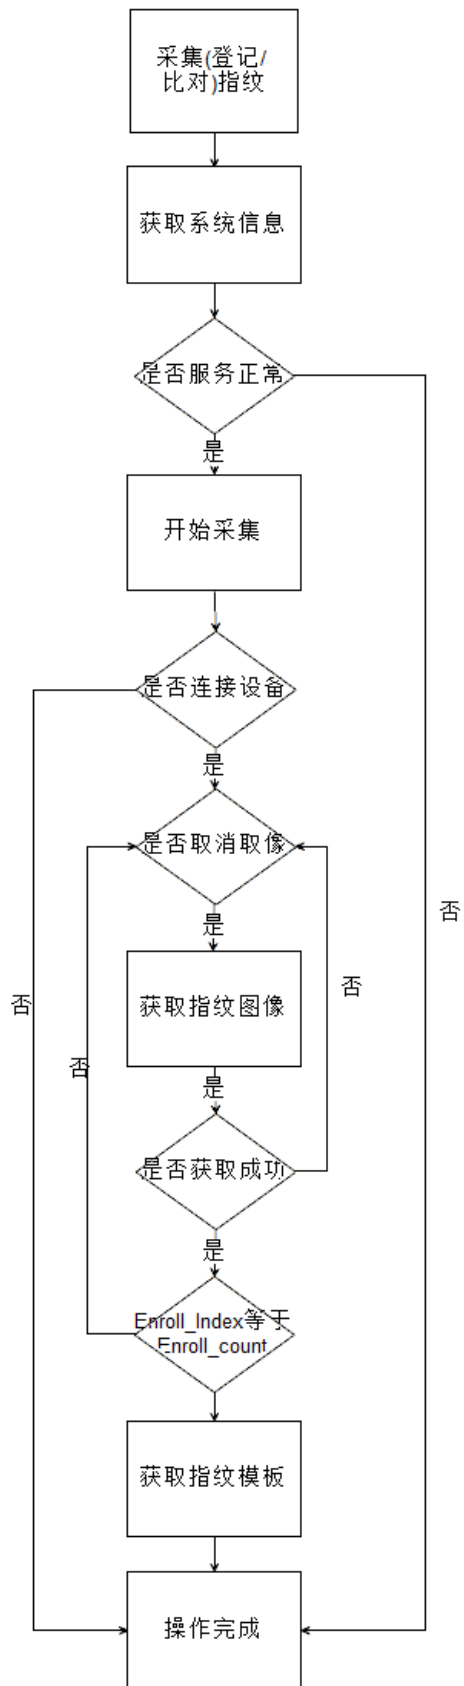 采集(登记/
比对)指纹
获取系统信息
是否服务正常
是
开始采集
是否连接设备
是
是否取消取像
是
否
获取指纹图像
否
否
否
是
是否获取成功
是
Enroll_Index等于
Enroll_count
获取指纹模板
操作完成